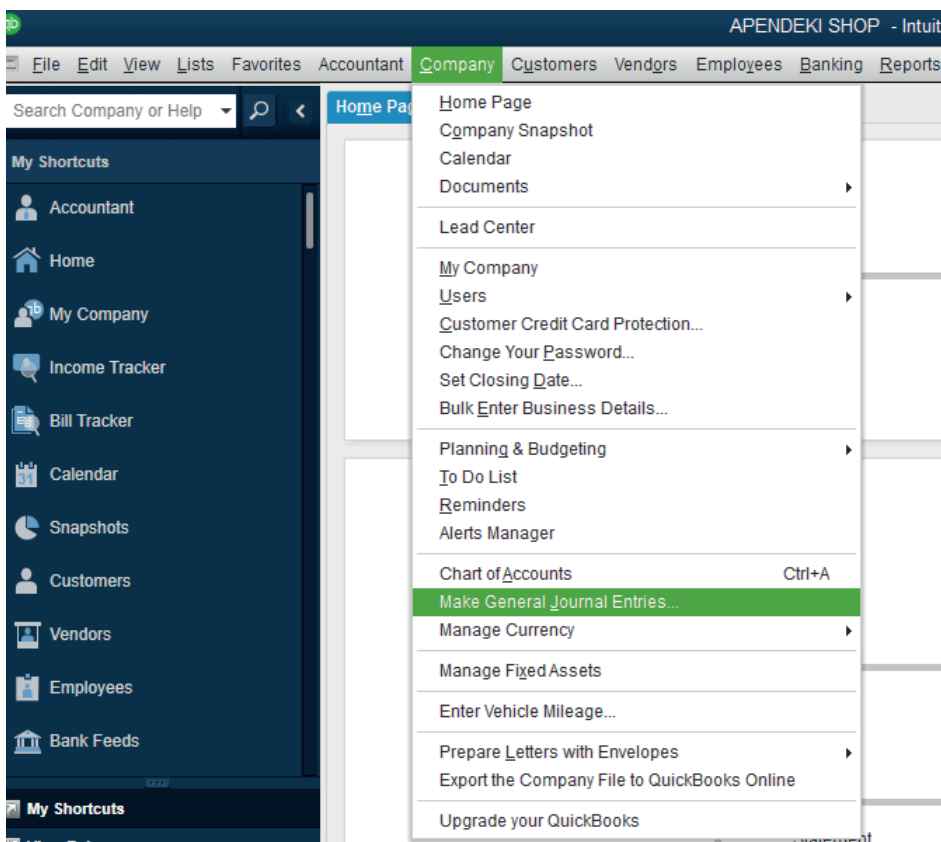 APENDEKI SHOP - Intuit
File Edit View Lists Favorites Accountant Company Customers Vendors Employees Banking Reports
Search Company or Help
Home Pag
My Shortcuts
Accountant
Home
My Company
Income Tracker
Bill Tracker
Calendar
Snapshots
Customers
Vendors
Employees
Bank Feeds
My Shortcuts
Home Page
Company Snapshot
Calendar
Documents
Lead Center
My Company
Users
Customer Credit Card Protection...
Change Your Password...
Set Closing Date...
Bulk Enter Business Details...
Planning & Budgeting
To Do List
Reminders
Alerts Manager
Chart of Accounts Ctrl+A
Make General Journal Entries...
Manage Currency
Manage Fixed Assets
Enter Vehicle Mileage...
Prepare Letters with Envelopes
Export the Company File to QuickBooks Online
Upgrade your QuickBooks